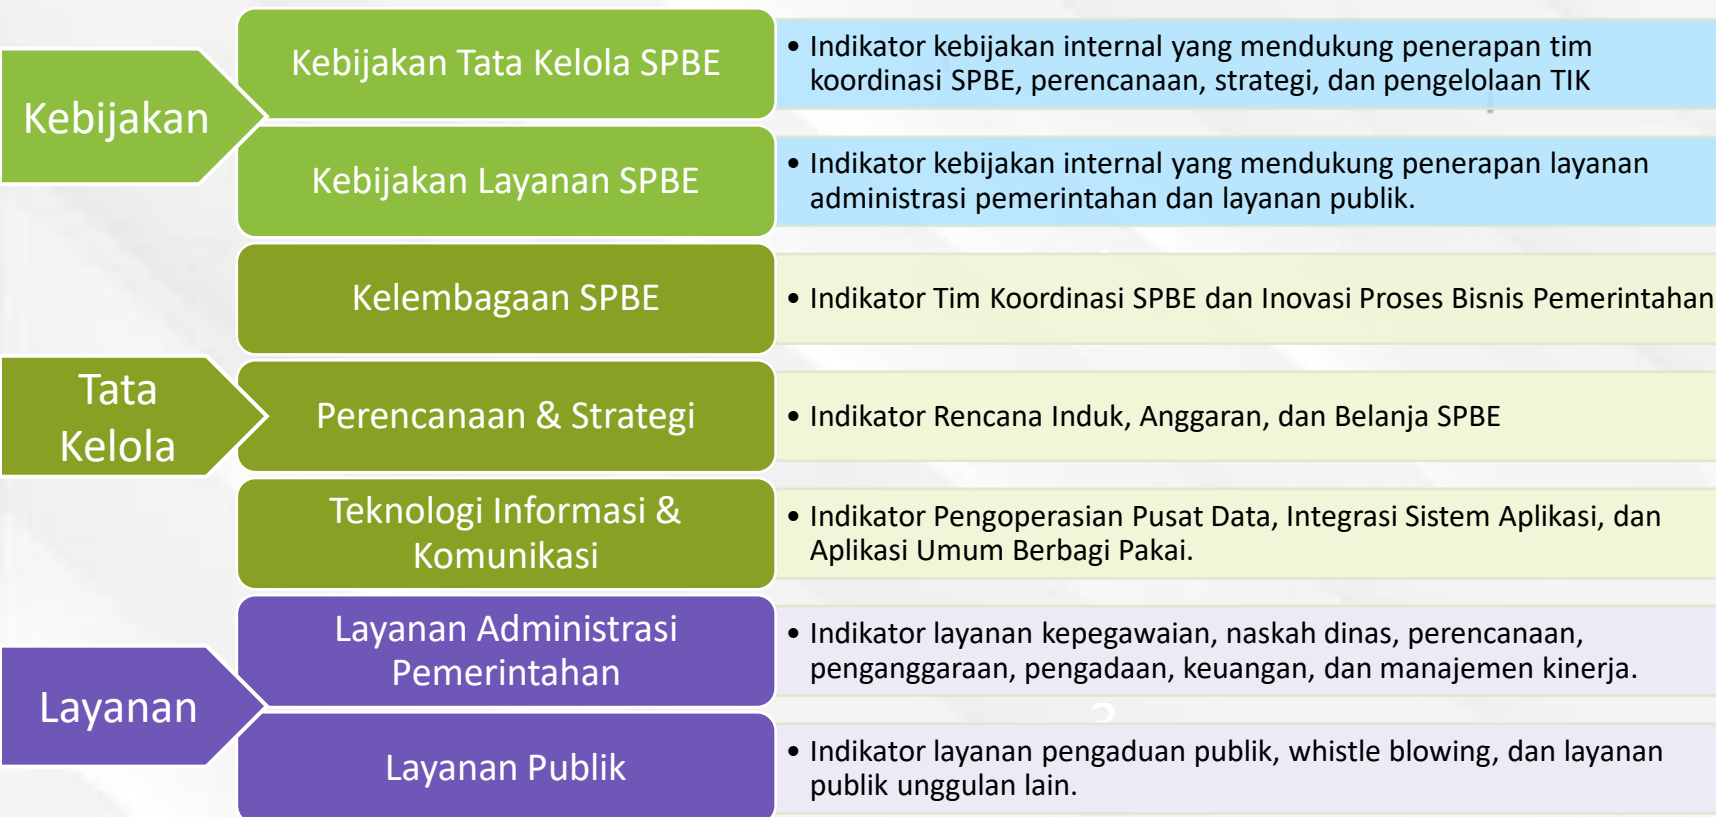 Kebijakan
Kebijakan Tata Kelola SPBE
• Indikator kebijakan internal yang mendukung penerapan tim
koordinasi SPBE, perencanaan, strategi, dan pengelolaan TIK
Kebijakan Layanan SPBE
• Indikator kebijakan internal yang mendukung penerapan layanan
administrasi pemerintahan dan layanan publik.
Tata
Kelola
Kelembagaan SPBE
• Indikator Tim Koordinasi SPBE dan Inovasi Proses Bisnis Pemerintahan
Perencanaan & Strategi
• Indikator Rencana Induk, Anggaran, dan Belanja SPBE
Teknologi Informasi &
Komunikasi
• Indikator Pengoperasian Pusat Data, Integrasi Sistem Aplikasi, dan
Aplikasi Umum Berbagi Pakai.
Layanan
Layanan Administrasi
Pemerintahan
• Indikator layanan kepegawaian, naskah dinas, perencanaan,
penganggaraan, pengadaan, keuangan, dan manajemen kinerja.
Layanan Publik
• Indikator layanan pengaduan publik, whistle blowing, dan layanan
publik unggulan lain.